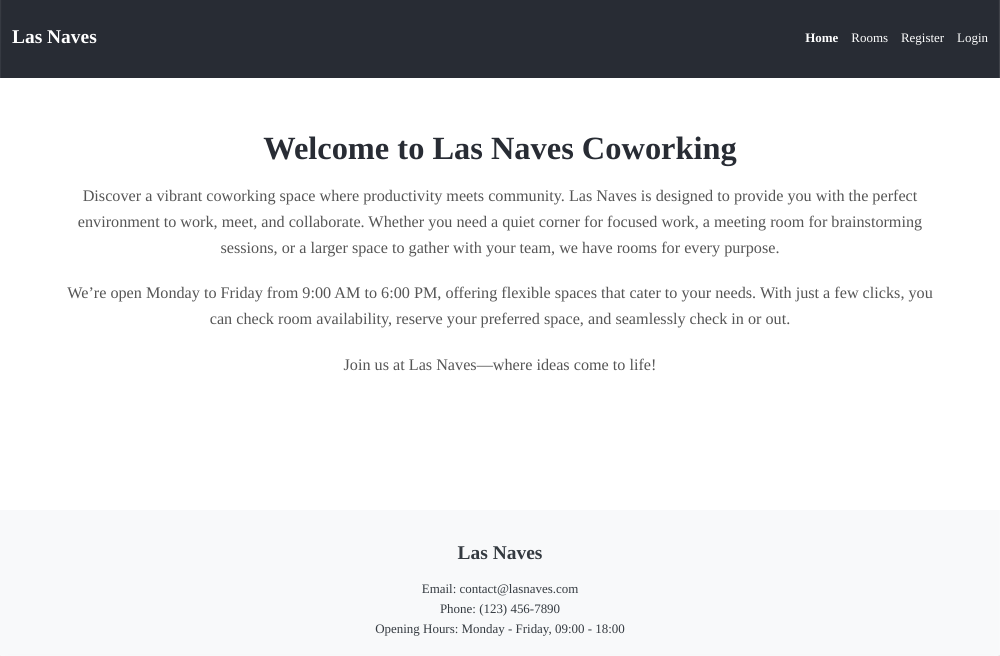 Las Naves
Home Rooms Register Login
Welcome to Las Naves Coworking
Discover a vibrant coworking space where productivity meets community. Las Naves is designed to provide you with the perfect
environment to work, meet, and collaborate. Whether you need a quiet corner for focused work, a meeting room for brainstorming
sessions, or a larger space to gather with your team, we have rooms for every purpose.
We’re open Monday to Friday from 9:00 AM to 6:00 PM, offering flexible spaces that cater to your needs. With just a few clicks, you
can check room availability, reserve your preferred space, and seamlessly check in or out.
Join us at Las Naves—where ideas come to life!
Las Naves
Email: contact@lasnaves.com
Phone: (123) 456-7890
Opening Hours: Monday - Friday, 09:00 - 18:00